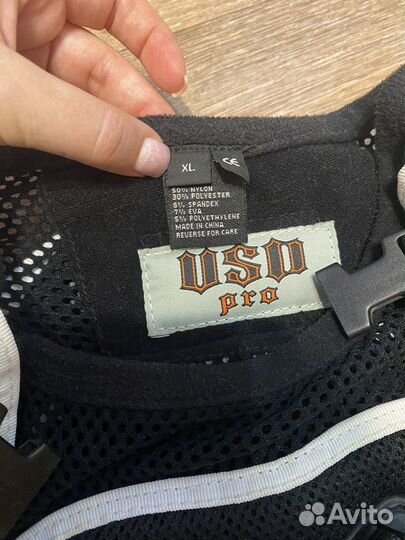 XL
CE
50% NYLON
30% POLYESTER
8% SPANDEX
7% EVA
5% POLYETHYLENE
MADE IN CHINA
REVERSE FOR CARE
USD
pro
Avito